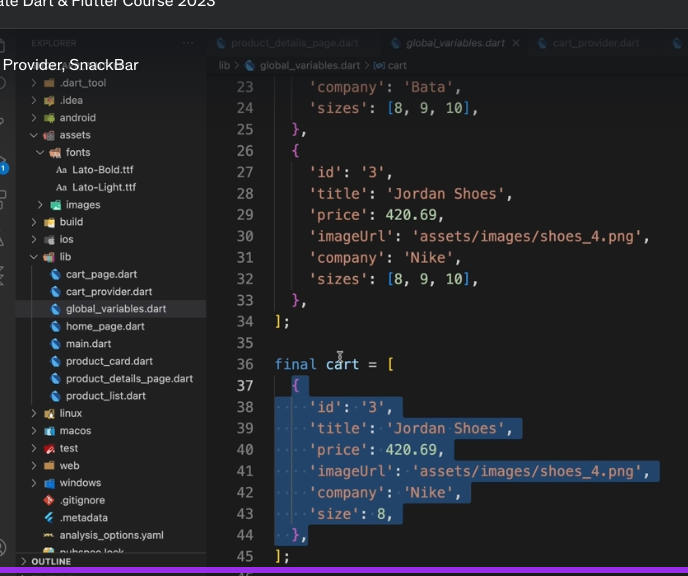 ate Dart & Flutter Course 2023
EXPLORER
Provider, SnackBar
.dart_tool
.idea
android
assets
fonts
Aa Lato-Bold.ttf
Aa Lato-Light.ttf
images
build
ios
lib
cart_page.dart
cart_provider.dart
global_variables.dart
home_page.dart
main.dart
product_card.dart
product_details_page.dart
product_list.dart
linux
macos
test
web
windows
.gitignore
.metadata
analysis_options.yaml
pubspec.lock
OUTLINE
1
product_details_page.dart
global_variables.dart
cart_provider.dart
lib > global_variables.dart > cart
23 'company': 'Bata',
24 'sizes': [8, 9, 10],
25 },
26 {
27 'id': '3',
28 'title': 'Jordan Shoes',
29 'price': 420.69,
30 'imageUrl': 'assets/images/shoes_4.png',
31 'company': 'Nike',
32 'sizes': [8, 9, 10],
33 },
34 ];
35
36 final cart = [
37 {
38 'id': '3',
39 'title': 'Jordan Shoes',
40 'price': 420.69,
41 'imageUrl': 'assets/images/shoes_4.png',
42 'company': 'Nike',
43 'size': 8,
44 },
45 ];